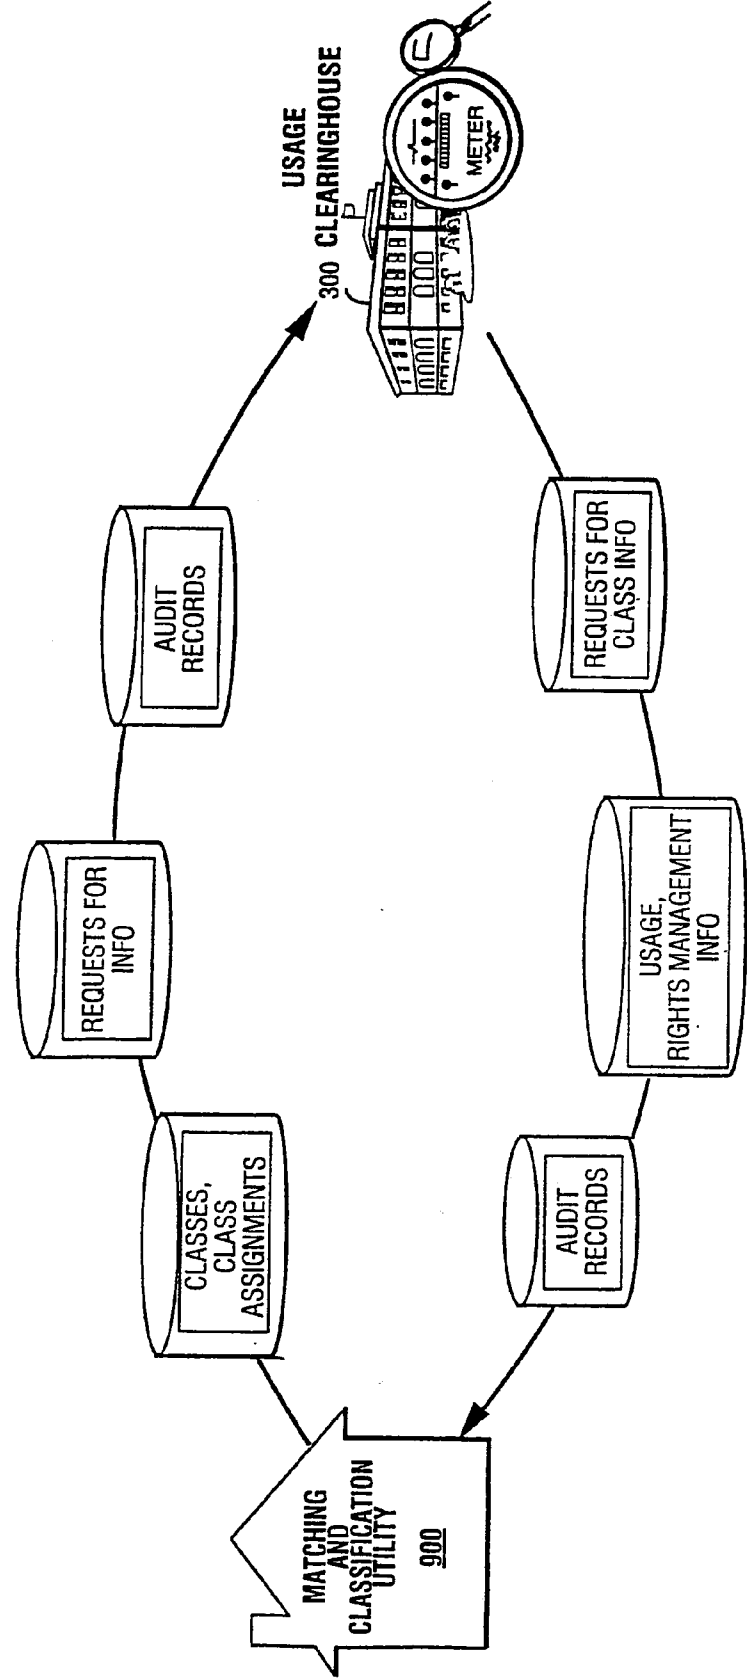 MATCHING
AND
CLASSIFICATION
UTILITY
900
CLASSES,
CLASS
ASSIGNMENTS
REQUESTS FOR
INFO
AUDIT
RECORDS
USAGE
300 CLEARINGHOUSE
METER
REQUESTS FOR
CLASS INFO
USAGE,
RIGHTS MANAGEMENT
INFO
AUDIT
RECORDS